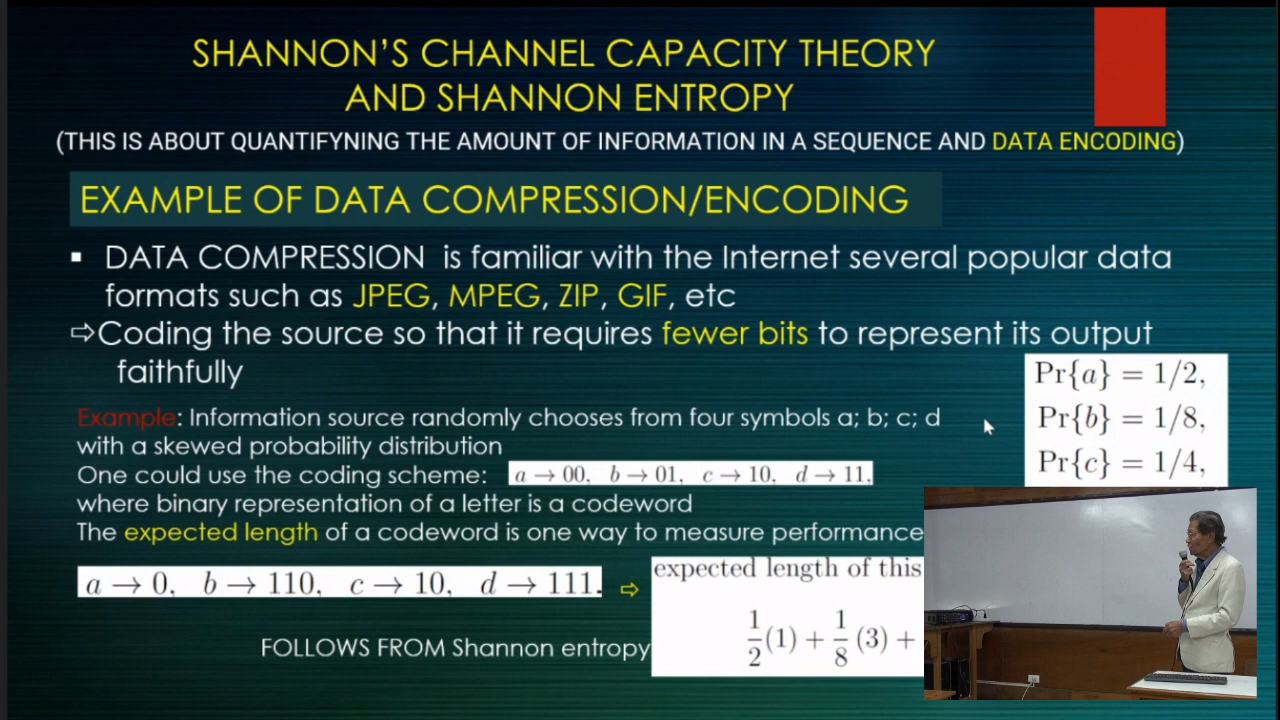 SHANNON'S CHANNEL CAPACITY THEORY
AND SHANNON ENTROPY
(THIS IS ABOUT QUANTIFYNING THE AMOUNT OF INFORMATION IN A SEQUENCE AND DATA ENCODING)
EXAMPLE OF DATA COMPRESSION/ENCODING
▪ DATA COMPRESSION is familiar with the Internet several popular data
formats such as JPEG, MPEG, ZIP, GIF, etc
⇨Coding the source so that it requires fewer bits to represent its output
faithfully
Pr{a} = 1/2,
Pr{b} = 1/8,
Pr{c} = 1/4,
Example: Information source randomly chooses from four symbols a; b; c; d
with a skewed probability distribution
One could use the coding scheme: a → 00, b → 01, c → 10, d → 11.
where binary representation of a letter is a codeword
The expected length of a codeword is one way to measure performance
a → 0, b → 110, c → 10, d → 111. ⇨
expected length of this
1/2(1) + 1/8(3) +
FOLLOWS FROM Shannon entropy